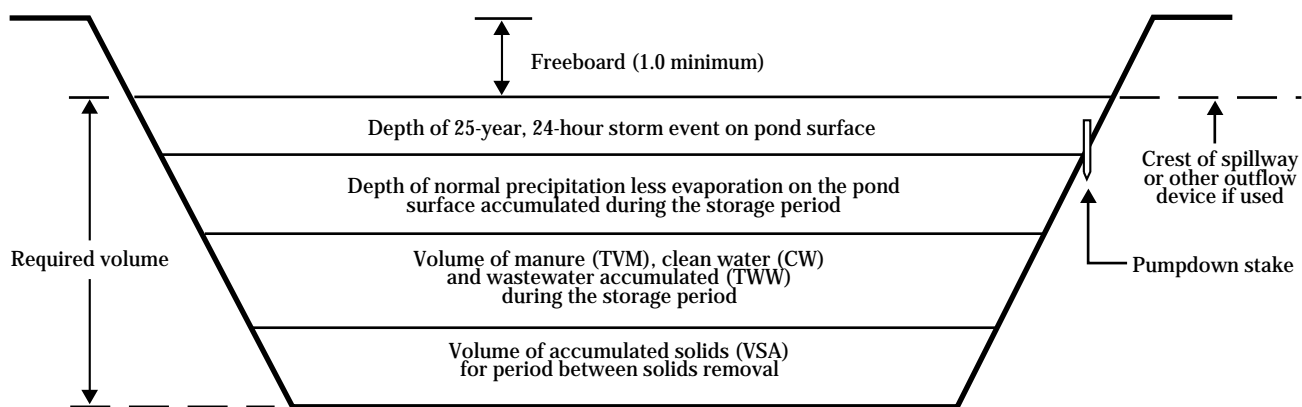 Freeboard (1.0 minimum)
Depth of 25-year, 24-hour storm event on pond surface
Crest of spillway
or other outflow
device if used
Depth of normal precipitation less evaporation on the pond
surface accumulated during the storage period
Required volume
Volume of manure (TVM), clean water (CW)
and wastewater accumulated (TWW)
during the storage period
Pumpdown stake
Volume of accumulated solids (VSA)
for period between solids removal